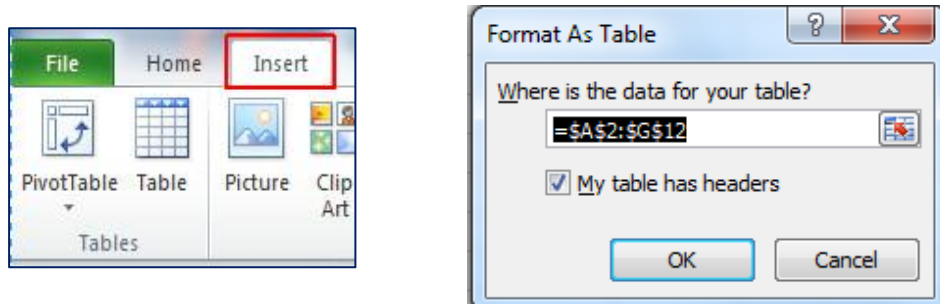 File Home Insert
PivotTable Table Picture Clip
Art
Tables
Format As Table
Where is the data for your table?
=$A$2:$G$12
My table has headers
OK Cancel